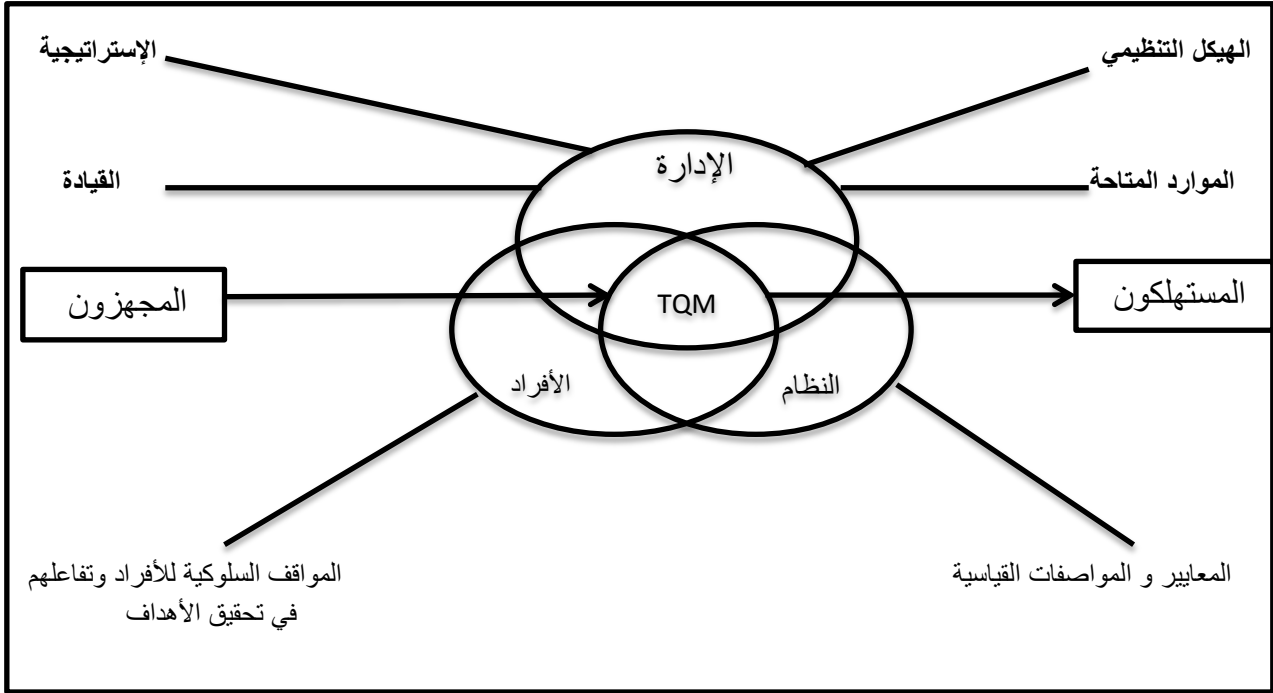 الهيكل التنظيمي
الإستراتيجية
الإدارة
الموارد المتاحة
القيادة
المستهلكون
TQM
المجهزون
النظام
الأفراد
المعايير و المواصفات القياسية
المواقف السلوكية للأفراد وتفاعلهم
في تحقيق الأهداف